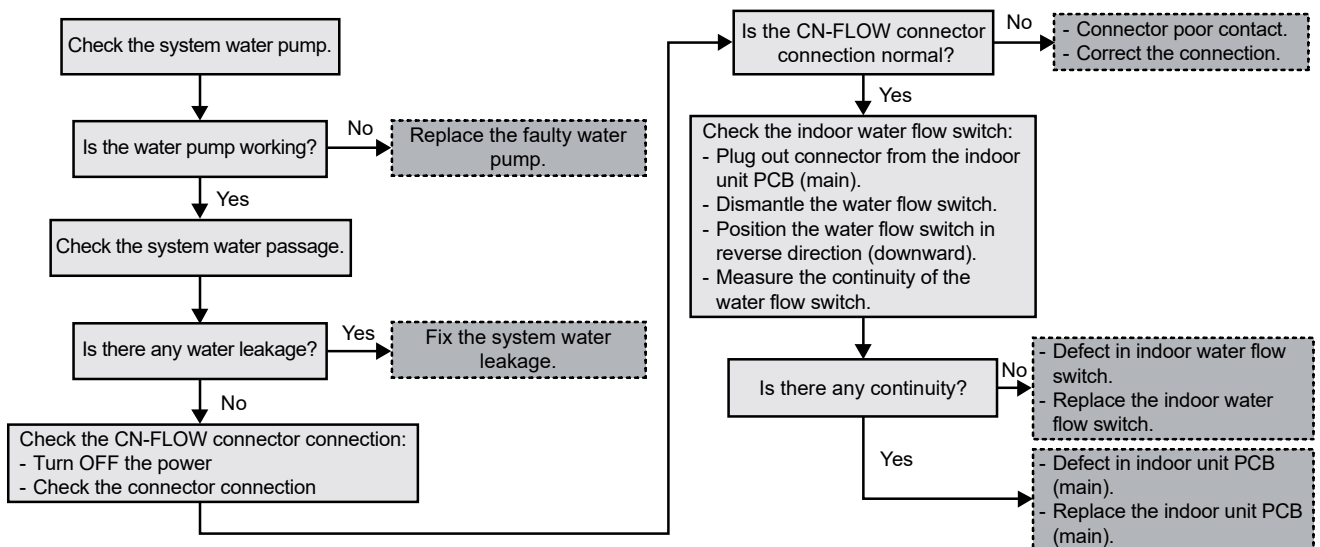 Check the system water pump.
Is the water pump working?
No
Replace the faulty water
pump.
Yes
Check the system water passage.
Is there any water leakage?
Yes
Fix the system water
leakage.
No
Check the CN-FLOW connector connection:
- Turn OFF the power
- Check the connector connection
Is the CN-FLOW connector
connection normal?
No
- Connector poor contact.
- Correct the connection.
Yes
Check the indoor water flow switch:
- Plug out connector from the indoor
unit PCB (main).
- Dismantle the water flow switch.
- Position the water flow switch in
reverse direction (downward).
- Measure the continuity of the
water flow switch.
Is there any continuity?
No
- Defect in indoor water flow
switch.
- Replace the indoor water
flow switch.
Yes
- Defect in indoor unit PCB
(main).
- Replace the indoor unit PCB
(main).